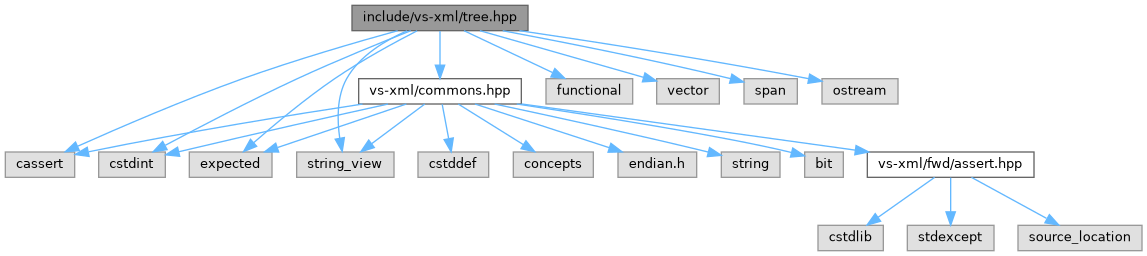 include/vs-xml/tree.hpp
vs-xml/commons.hpp
functional
vector
span
ostream
cassert
cstdint
expected
string_view
cstddef
concepts
endian.h
string
bit
vs-xml/fwd/assert.hpp
cstdlib
stdexcept
source_location